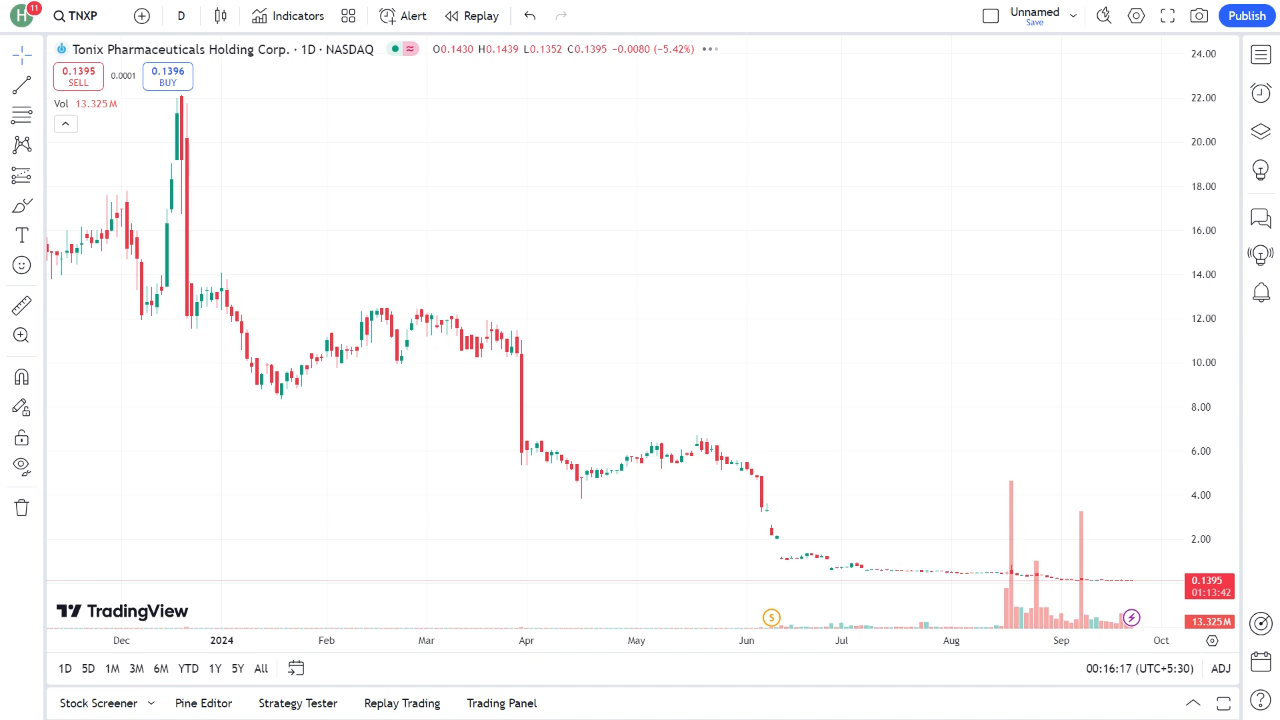 H 11 TNXP D Indicators Alert Replay Unnamed Save Publish
Tonix Pharmaceuticals Holding Corp. · 1D · NASDAQ O0.1430 H0.1439 L0.1352 C0.1395 −0.0080 (−5.42%)
0.1395 SELL 0.0001 0.1396 BUY
Vol 13.325M
24.00
22.00
20.00
18.00
16.00
14.00
12.00
10.00
8.00
6.00
4.00
2.00
0.1395
01:13:42
TradingView
S
13.325M
Dec 2024 Feb Mar Apr May Jun Jul Aug Sep Oct
1D 5D 1M 3M 6M YTD 1Y 5Y All 00:16:17 (UTC+5:30) ADJ
Stock Screener Pine Editor Strategy Tester Replay Trading Trading Panel